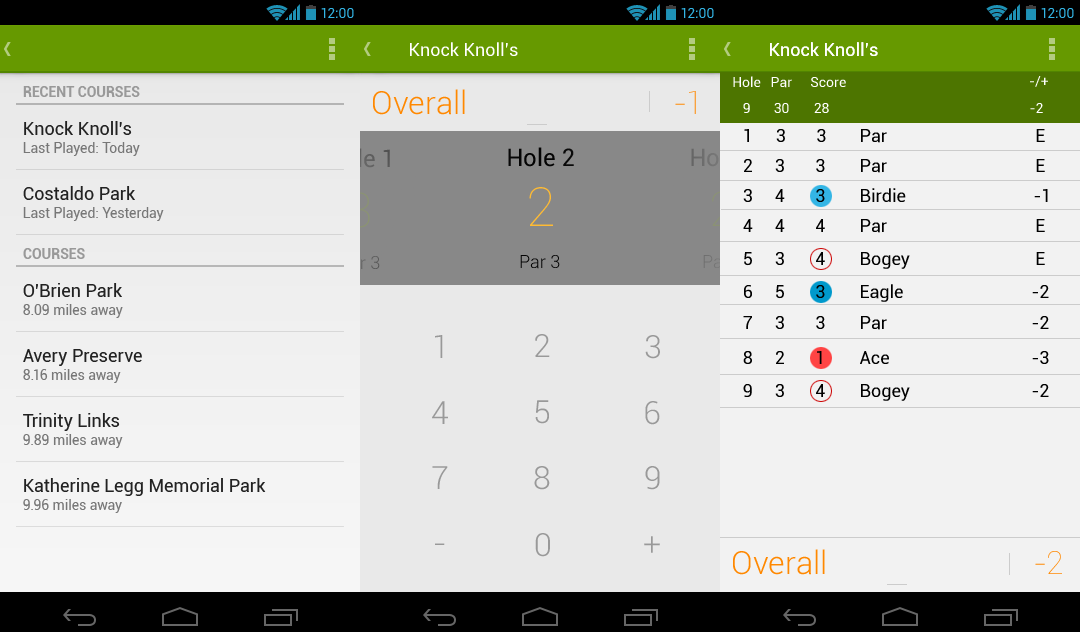 12:00
RECENT COURSES
Knock Knoll's
Last Played: Today
Costaldo Park
Last Played: Yesterday
COURSES
O'Brien Park
8.09 miles away
Avery Preserve
8.16 miles away
Trinity Links
9.89 miles away
Katherine Legg Memorial Park
9.96 miles away
12:00
Knock Knoll's
Overall -1
le 1 Hole 2 Ho
3 2
r 3 Par 3 Pa
1 2 3
4 5 6
7 8 9
- 0 +
12:00
Knock Knoll's
Hole Par Score -/+
9 30 28 -2
1 3 3 Par E
2 3 3 Par E
3 4 3 Birdie -1
4 4 4 Par E
5 3 4 Bogey E
6 5 3 Eagle -2
7 3 3 Par -2
8 2 1 Ace -3
9 3 4 Bogey -2
Overall -2